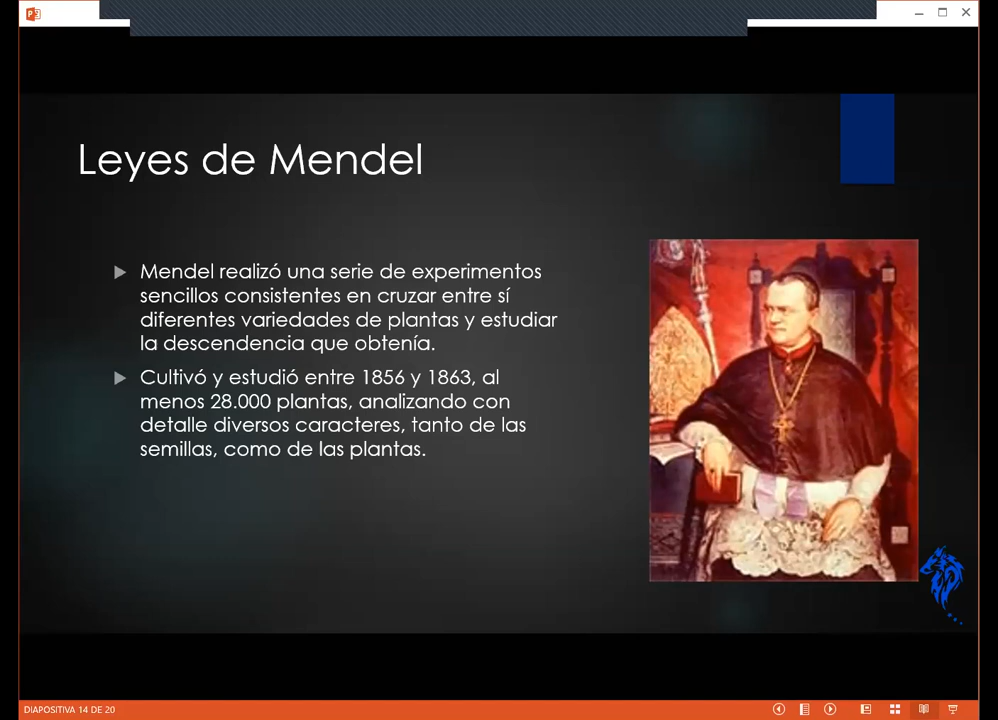 Leyes de Mendel
Mendel realizó una serie de experimentos
sencillos consistentes en cruzar entre sí
diferentes variedades de plantas y estudiar
la descendencia que obtenía.
Cultivó y estudió entre 1856 y 1863, al
menos 28.000 plantas, analizando con
detalle diversos caracteres, tanto de las
semillas, como de las plantas.
DIAPOSITIVA 14 DE 20